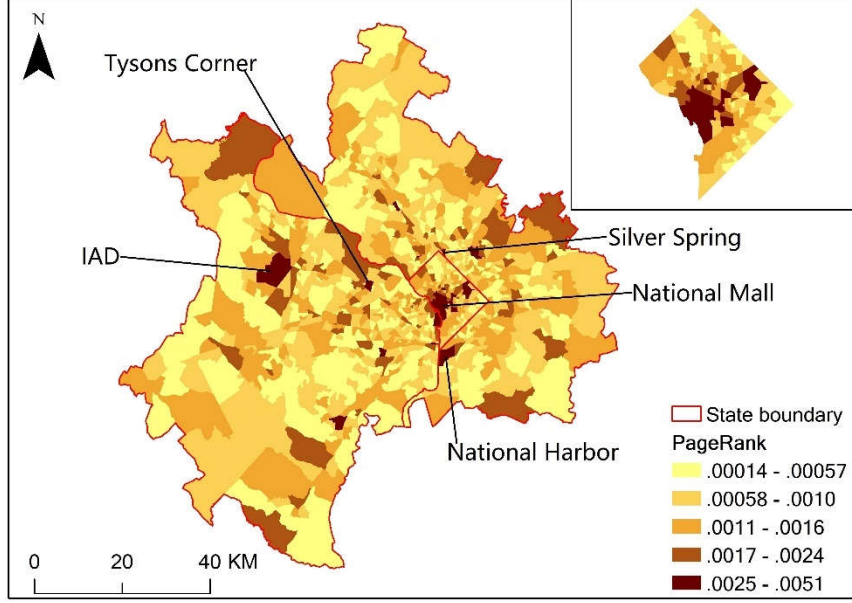 N
Tysons Corner
Silver Spring
IAD
National Mall
National Harbor
State boundary
PageRank
.00014 - .00057
.00058 - .0010
.0011 - .0016
.0017 - .0024
.0025 - .0051
0 20 40 KM